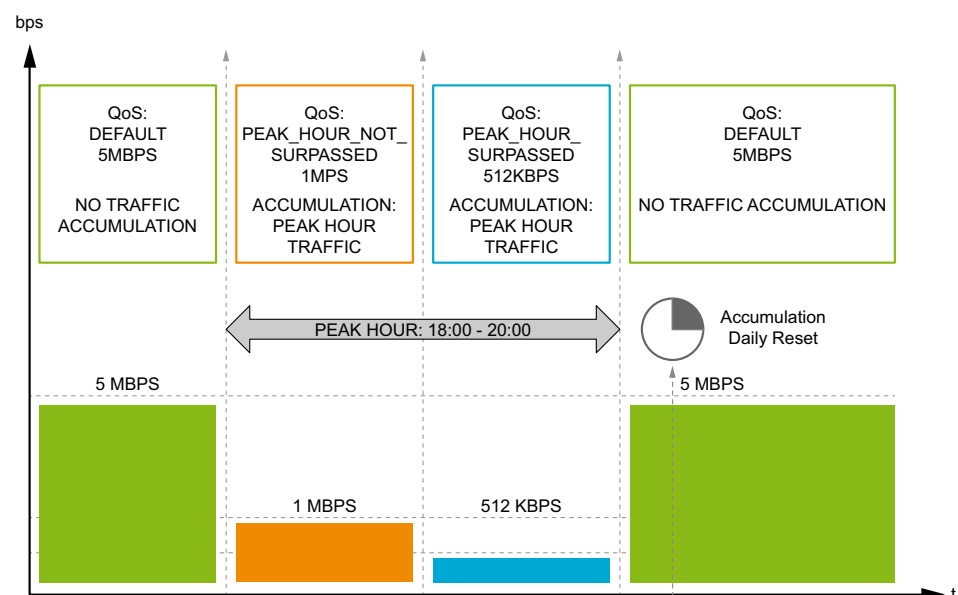 bps
QoS:
DEFAULT
5MBPS
NO TRAFFIC
ACCUMULATION
QoS:
PEAK_HOUR_NOT_
SURPASSED
1MPS
ACCUMULATION:
PEAK HOUR
TRAFFIC
QoS:
PEAK_HOUR_
SURPASSED
512KBPS
ACCUMULATION:
PEAK HOUR
TRAFFIC
QoS:
DEFAULT
5MBPS
NO TRAFFIC ACCUMULATION
PEAK HOUR: 18:00 - 20:00
Accumulation
Daily Reset
5 MBPS
1 MBPS
512 KBPS
5 MBPS
t